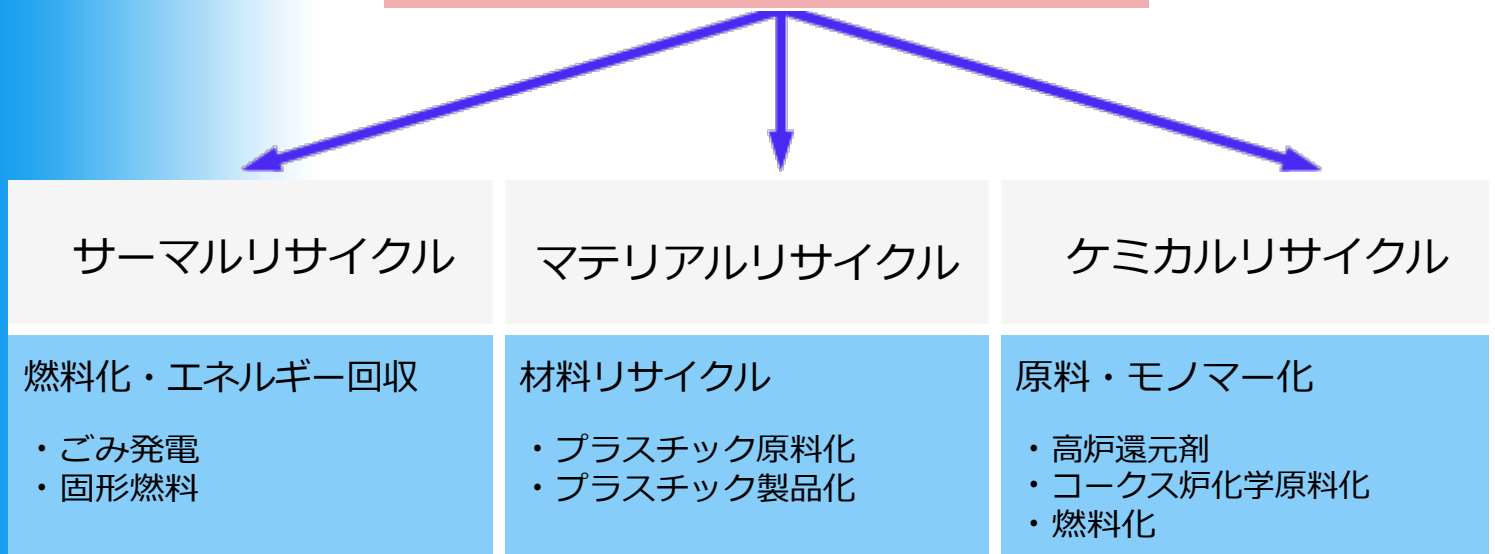 サーマルリサイクル
マテリアルリサイクル
ケミカルリサイクル
燃料化・エネルギー回収
・ごみ発電
・固形燃料
材料リサイクル
・プラスチック原料化
・プラスチック製品化
原料・モノマー化
・高炉還元剤
・コークス炉化学原料化
・燃料化